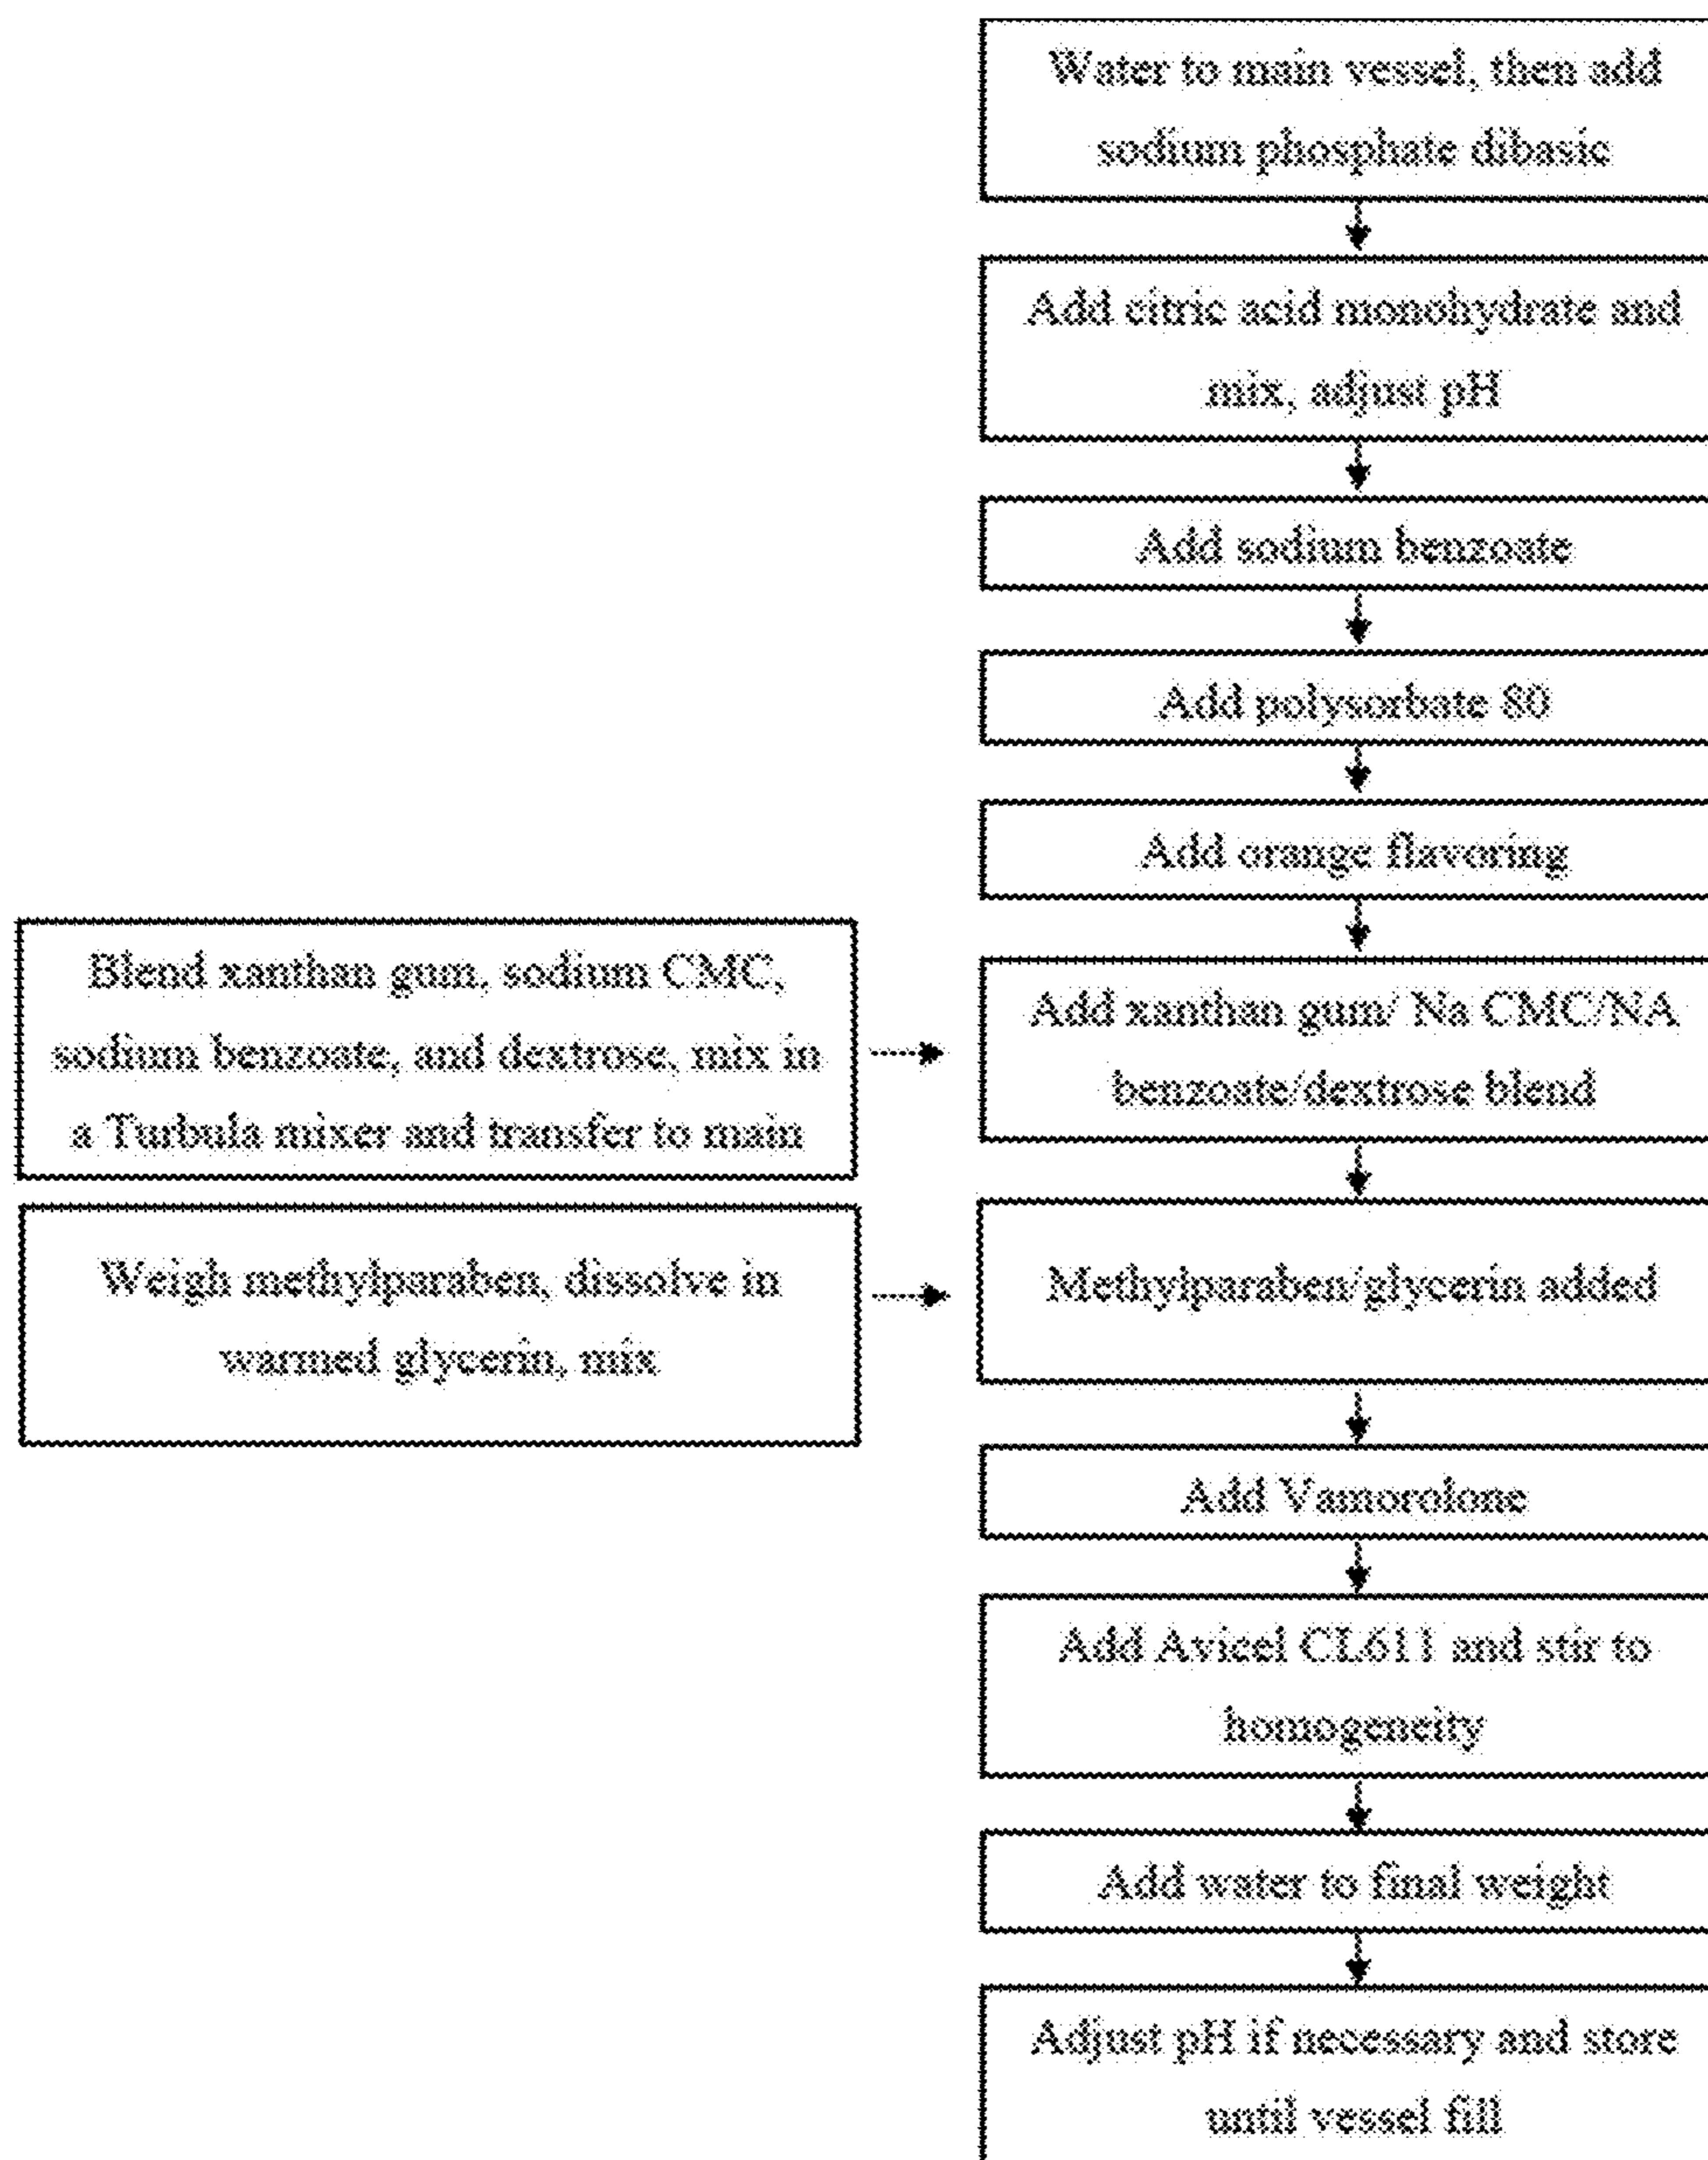 Water to main vessel, then add
sodium phosphate dibasic
Add citric acid monohydrate and
mix, adjust pH
Add sodium benzoate
Add polysorbate 80
Add orange flavoring
Blend xanthan gum, sodium CMC,
sodium benzoate, and dextrose, mix in
a Turbula mixer and transfer to main
Add xanthan gum/ Na CMC/NA
benzoate/dextrose blend
Weigh methylparaben, dissolve in
warmed glycerin, mix
Methylparaben/glycerin added
Add Vamorolone
Add Avicel CL611 and stir to
homogeneity
Add water to final weight
Adjust pH if necessary and store
until vessel fill